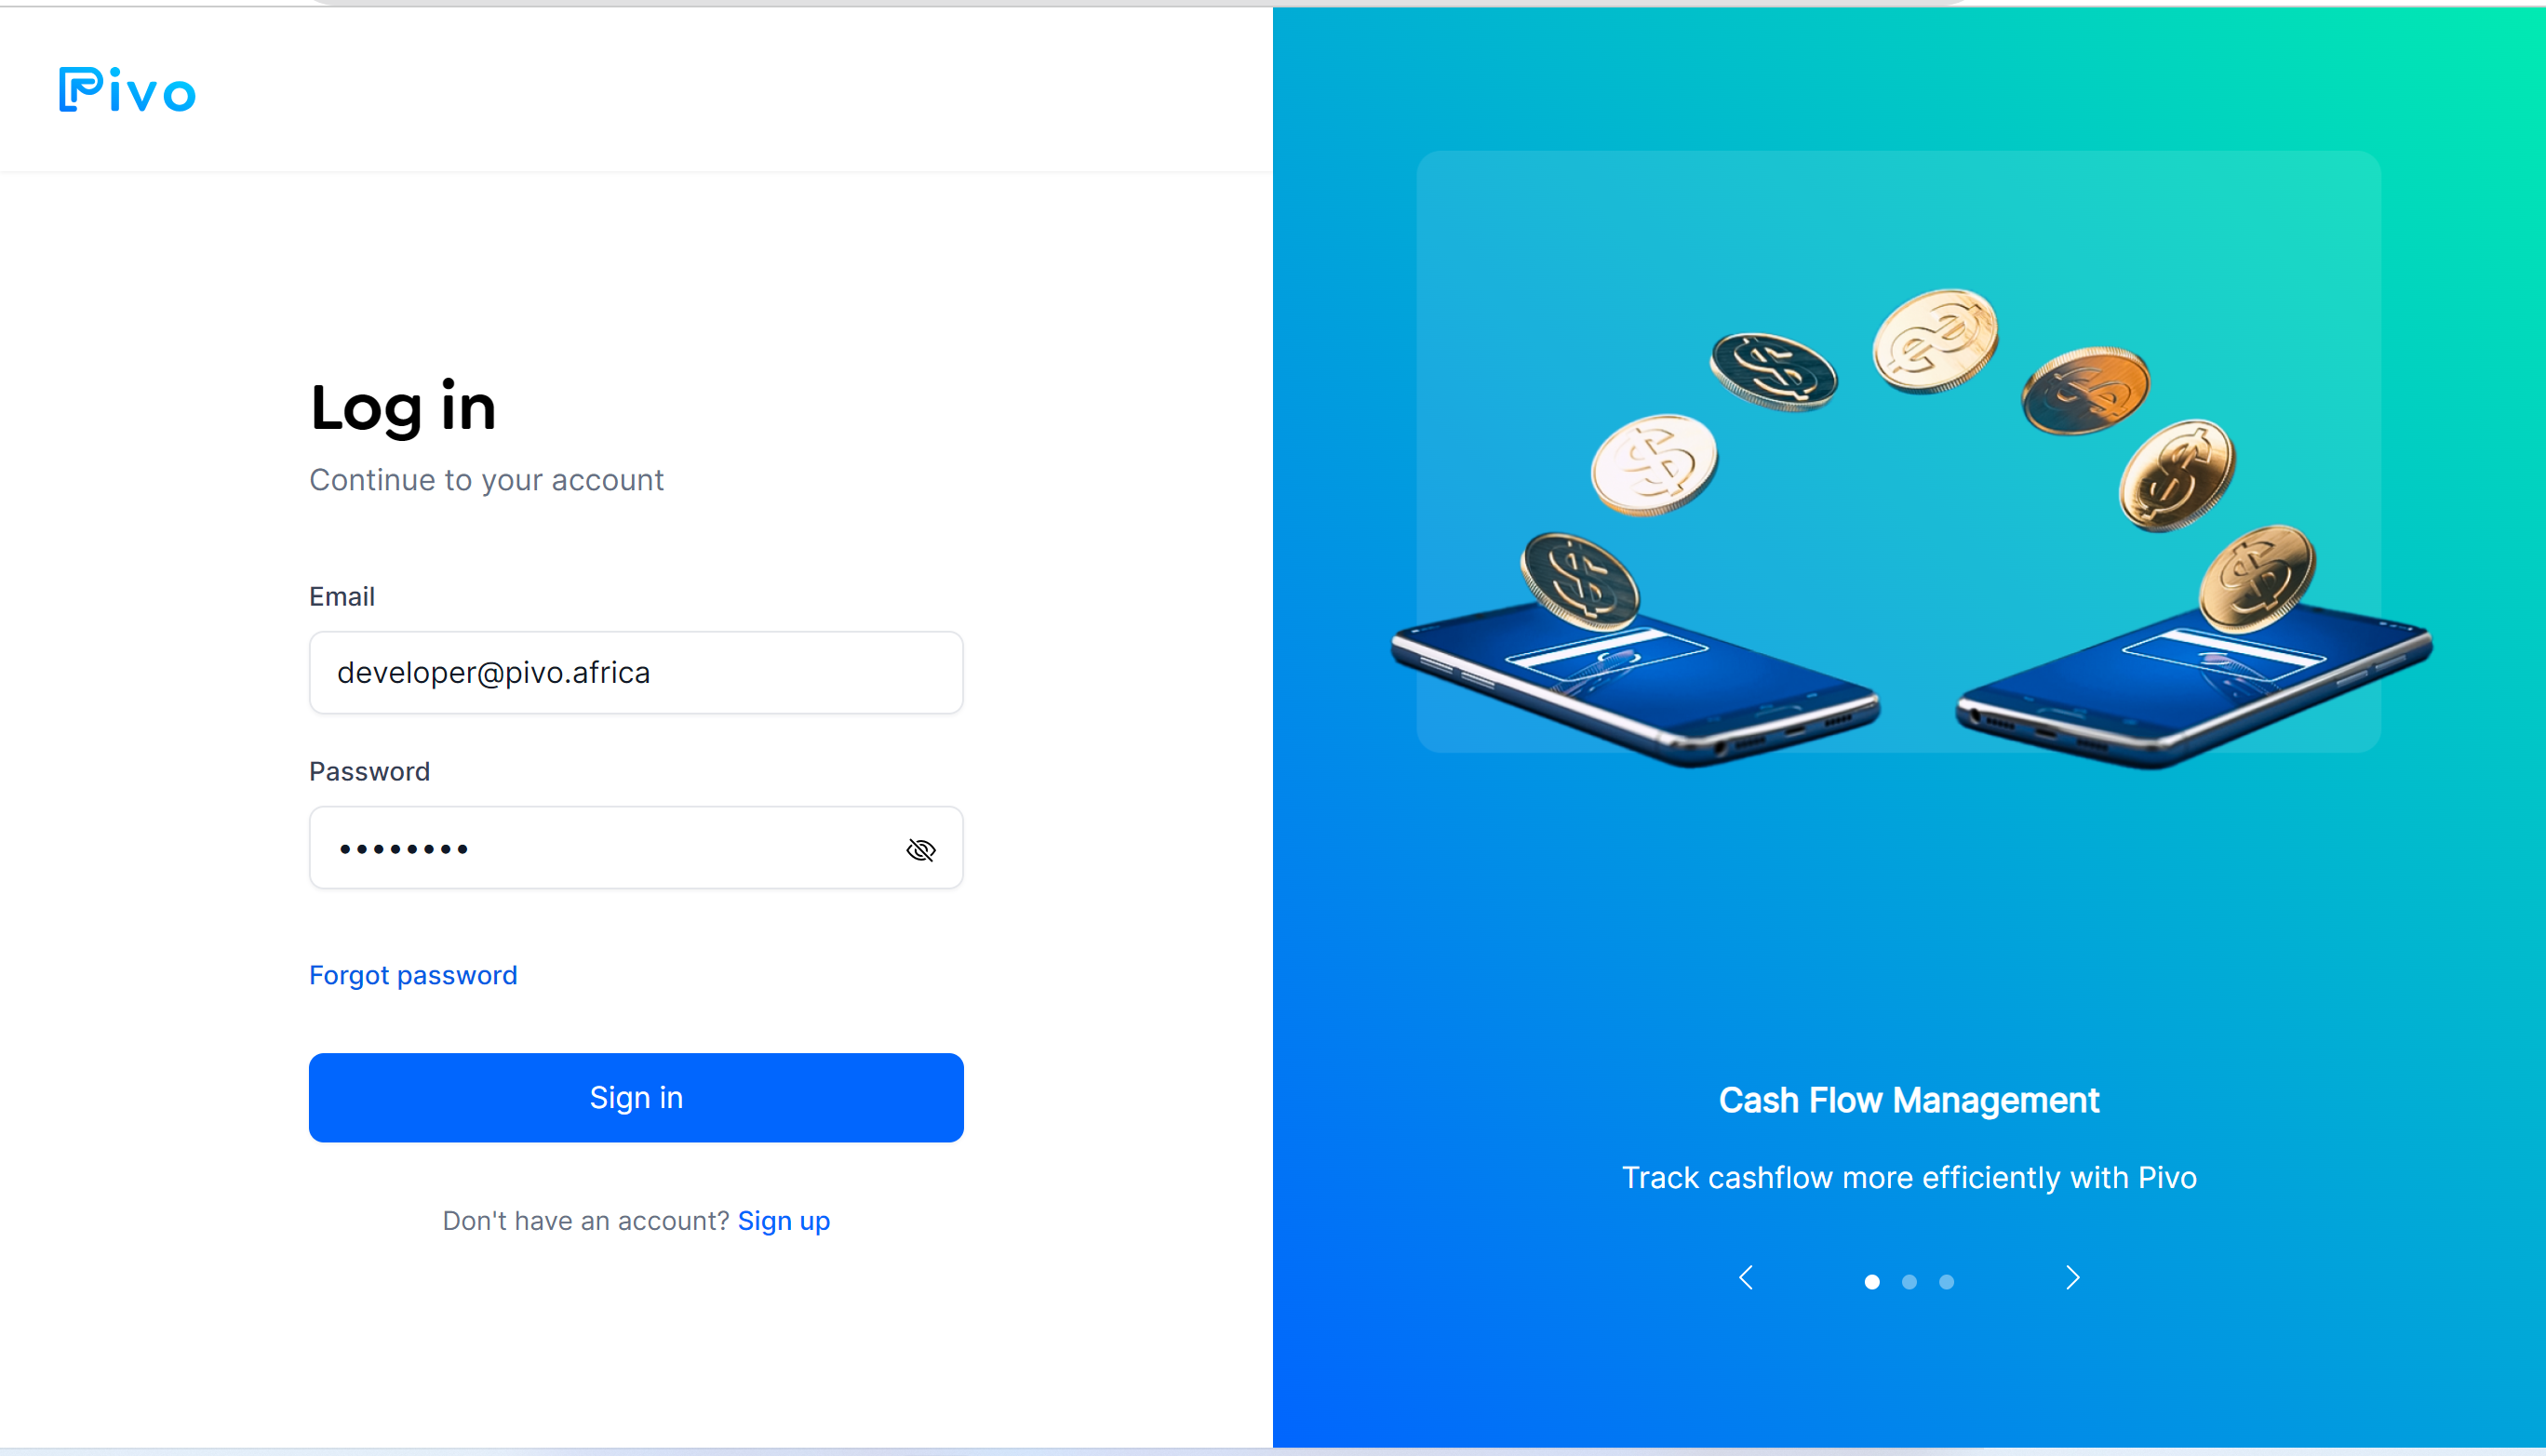 Pivo
Log in
Continue to your account
Email
developer@pivo.africa
Password
••••••••
Forgot password
Sign in
Don't have an account? Sign up
Cash Flow Management
Track cashflow more efficiently with Pivo